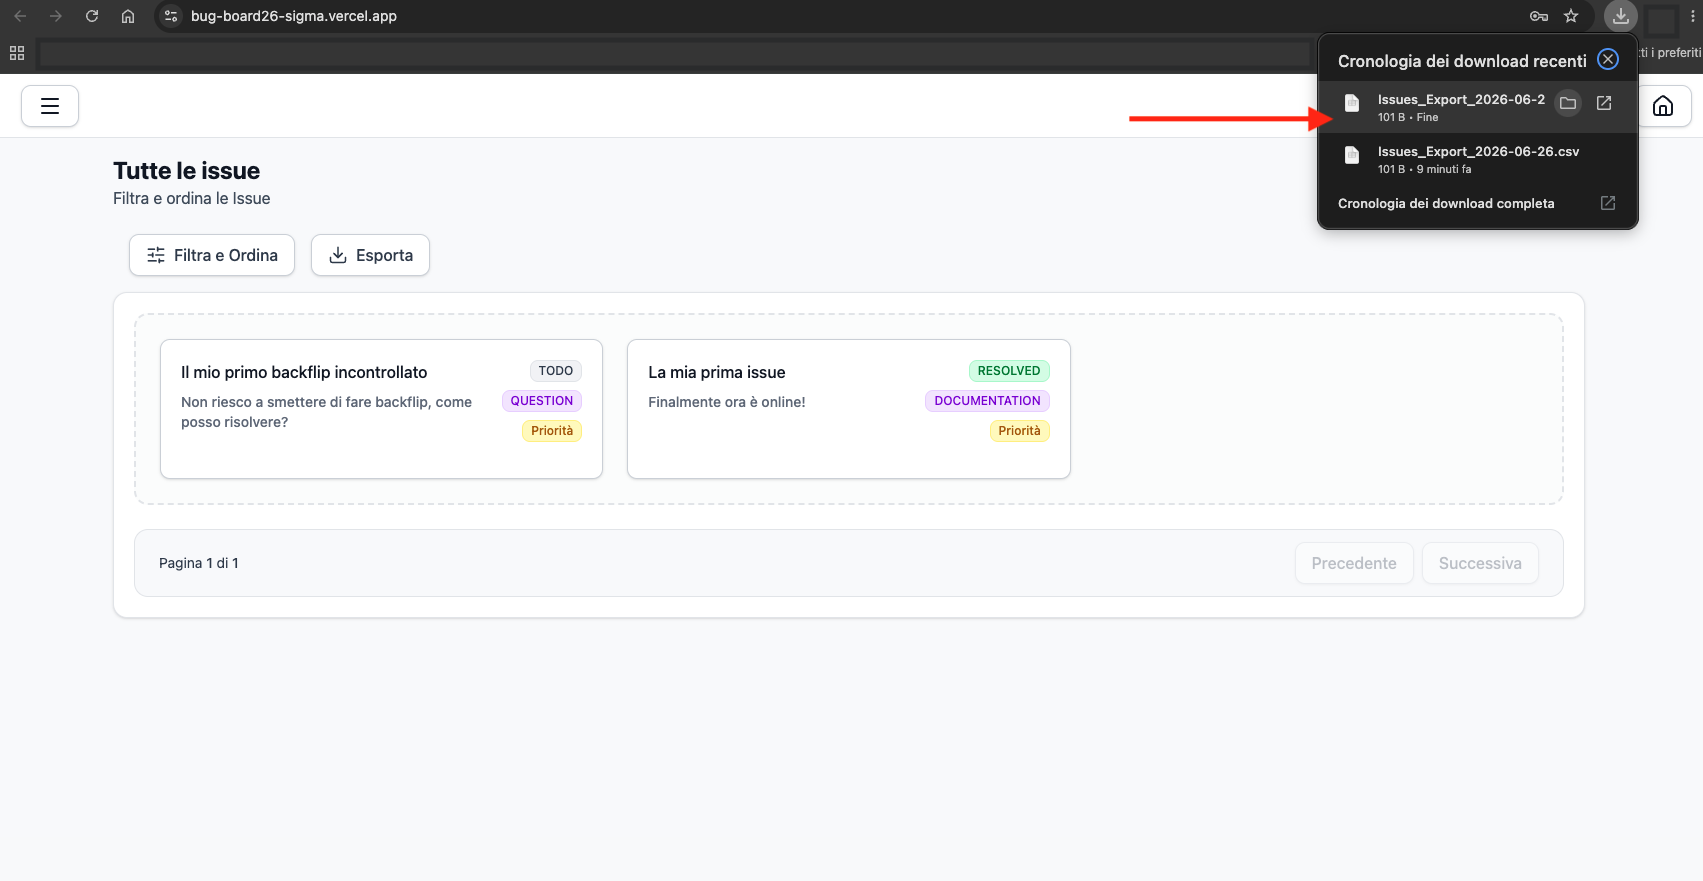 bug-board26-sigma.vercel.app
tti i preferiti
Cronologia dei download recenti
Issues_Export_2026-06-2
101 B • Fine
Issues_Export_2026-06-26.csv
101 B • 9 minuti fa
Cronologia dei download completa
Tutte le issue
Filtra e ordina le Issue
Filtra e Ordina
Esporta
Il mio primo backflip incontrollato
TODO
Non riesco a smettere di fare backflip, come
posso risolvere?
QUESTION
Priorità
La mia prima issue
RESOLVED
Finalmente ora è online!
DOCUMENTATION
Priorità
Pagina 1 di 1
Precedente
Successiva